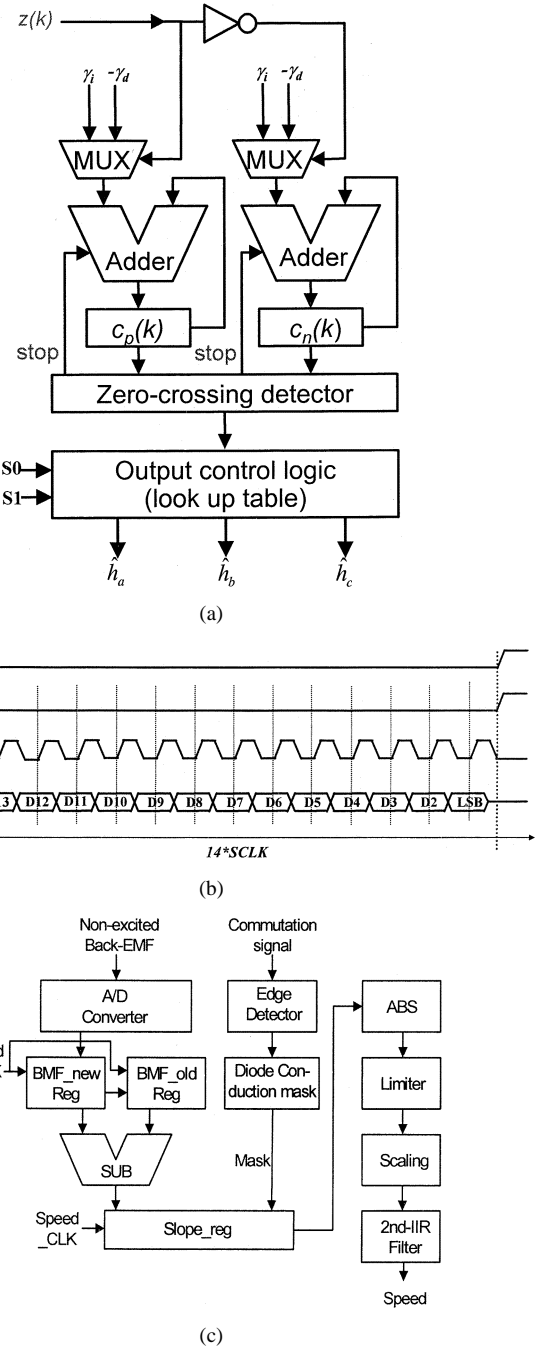 z(k)
γi -γd γi -γd
MUX MUX
Adder Adder
cp(k) cn(k)
stop stop
Zero-crossing detector
S0
S1
Output control logic
(look up table)
ĥa ĥb ĥc
(a)
13 D12 D11 D10 D9 D8 D7 D6 D5 D4 D3 D2 LSB
14*SCLK
(b)
Non-excited
Back-EMF
Commutation
signal
A/D
Converter
Edge
Detector
ABS
BMF_new
Reg
BMF_old
Reg
Diode Con-
duction mask
Limiter
SUB
Mask
Scaling
Speed
_CLK
Slope_reg
2nd-IIR
Filter
Speed
(c)